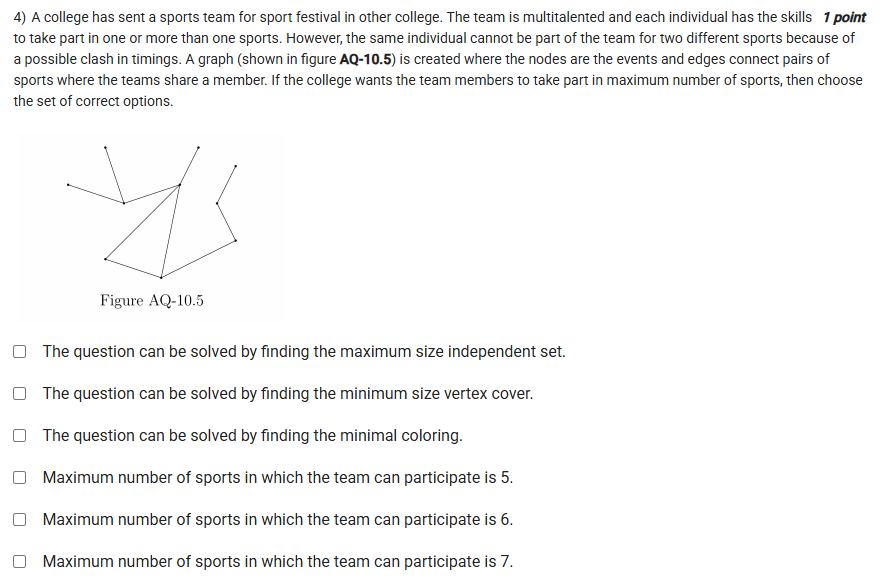 4) A college has sent a sports team for sport festival in other college. The team is multitalented and each individual has the skills 1 point
to take part in one or more than one sports. However, the same individual cannot be part of the team for two different sports because of
a possible clash in timings. A graph (shown in figure AQ-10.5) is created where the nodes are the events and edges connect pairs of
sports where the teams share a member. If the college wants the team members to take part in maximum number of sports, then choose
the set of correct options.
Figure AQ-10.5
The question can be solved by finding the maximum size independent set.
The question can be solved by finding the minimum size vertex cover.
The question can be solved by finding the minimal coloring.
Maximum number of sports in which the team can participate is 5.
Maximum number of sports in which the team can participate is 6.
Maximum number of sports in which the team can participate is 7.